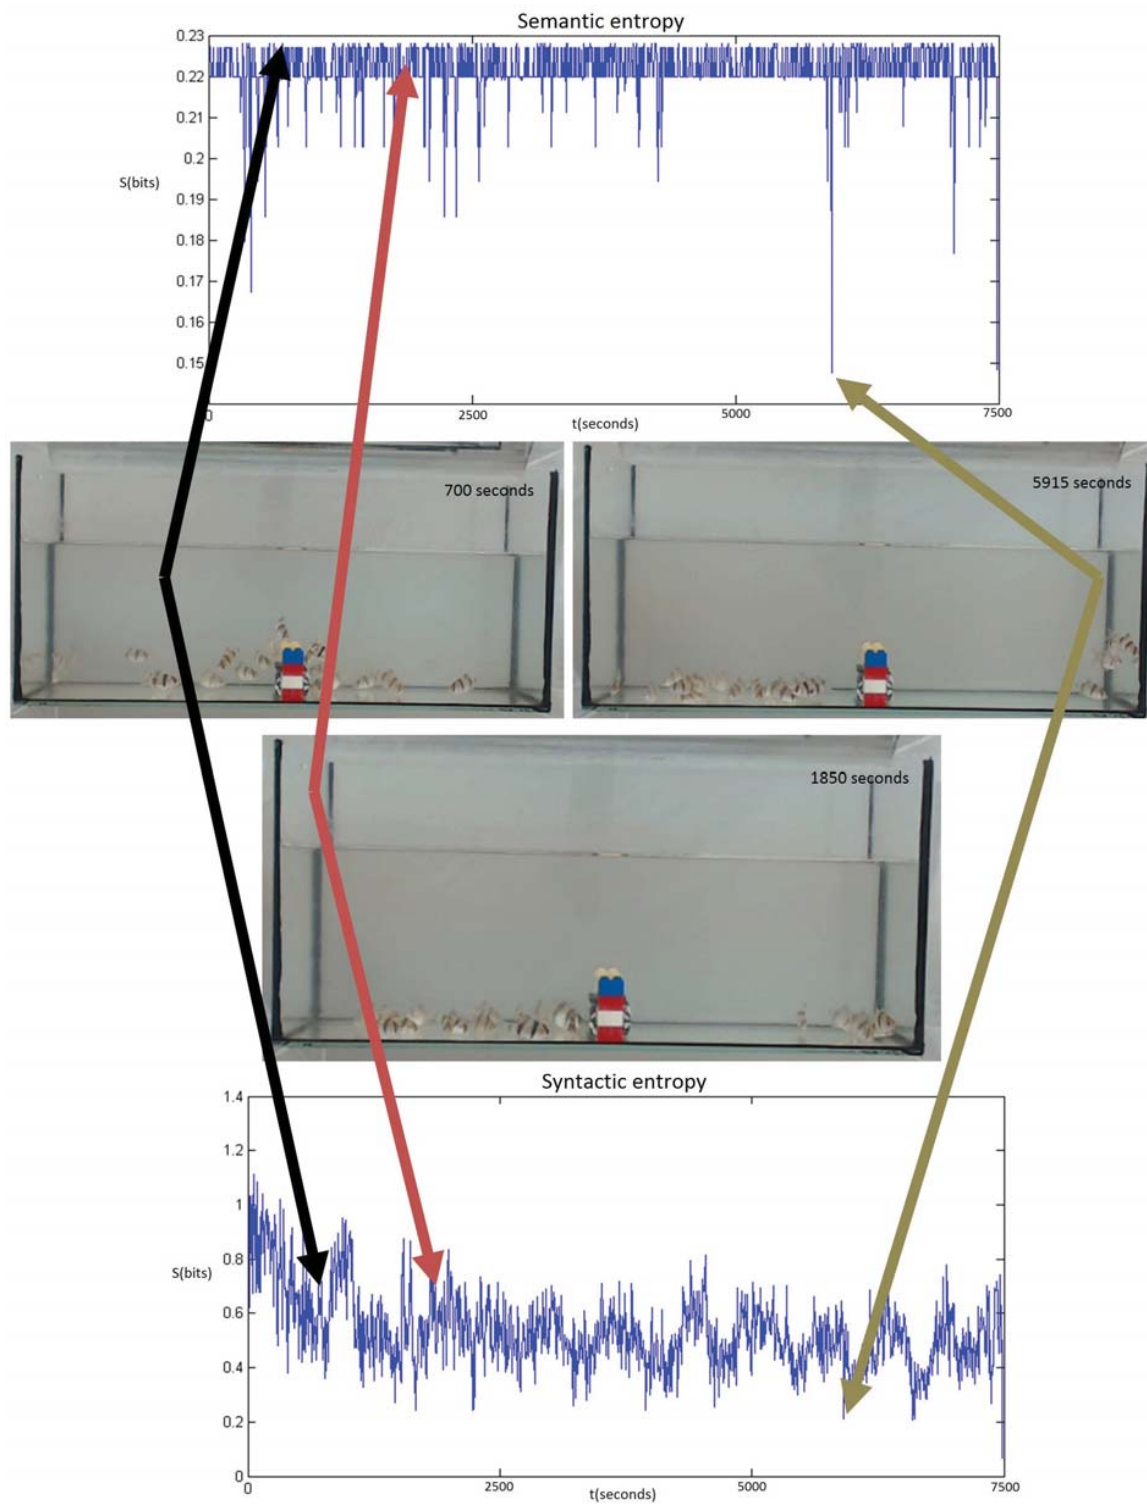 Semantic entropy
0.23
0.22
0.21
0.2
S(bits)
0.19
0.18
0.17
0.16
0.15
0
2500
5000
7500
t(seconds)
700 seconds
5915 seconds
1850 seconds
Syntactic entropy
1.4
1.2
1
0.8
S(bits)
0.6
0.4
0.2
0
0
2500
5000
7500
t(seconds)